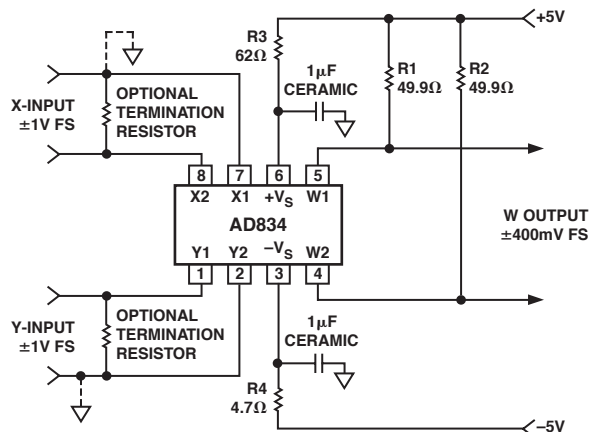 +5V
R3
62Ω
1µF
CERAMIC
R1
49.9Ω
R2
49.9Ω
X-INPUT
±1V FS
OPTIONAL
TERMINATION
RESISTOR
8 7 6 5
X2 X1 +VS W1
AD834
Y1 Y2 –VS W2
1 2 3 4
W OUTPUT
±400mV FS
Y-INPUT
±1V FS
OPTIONAL
TERMINATION
RESISTOR
1µF
CERAMIC
R4
4.7Ω
–5V